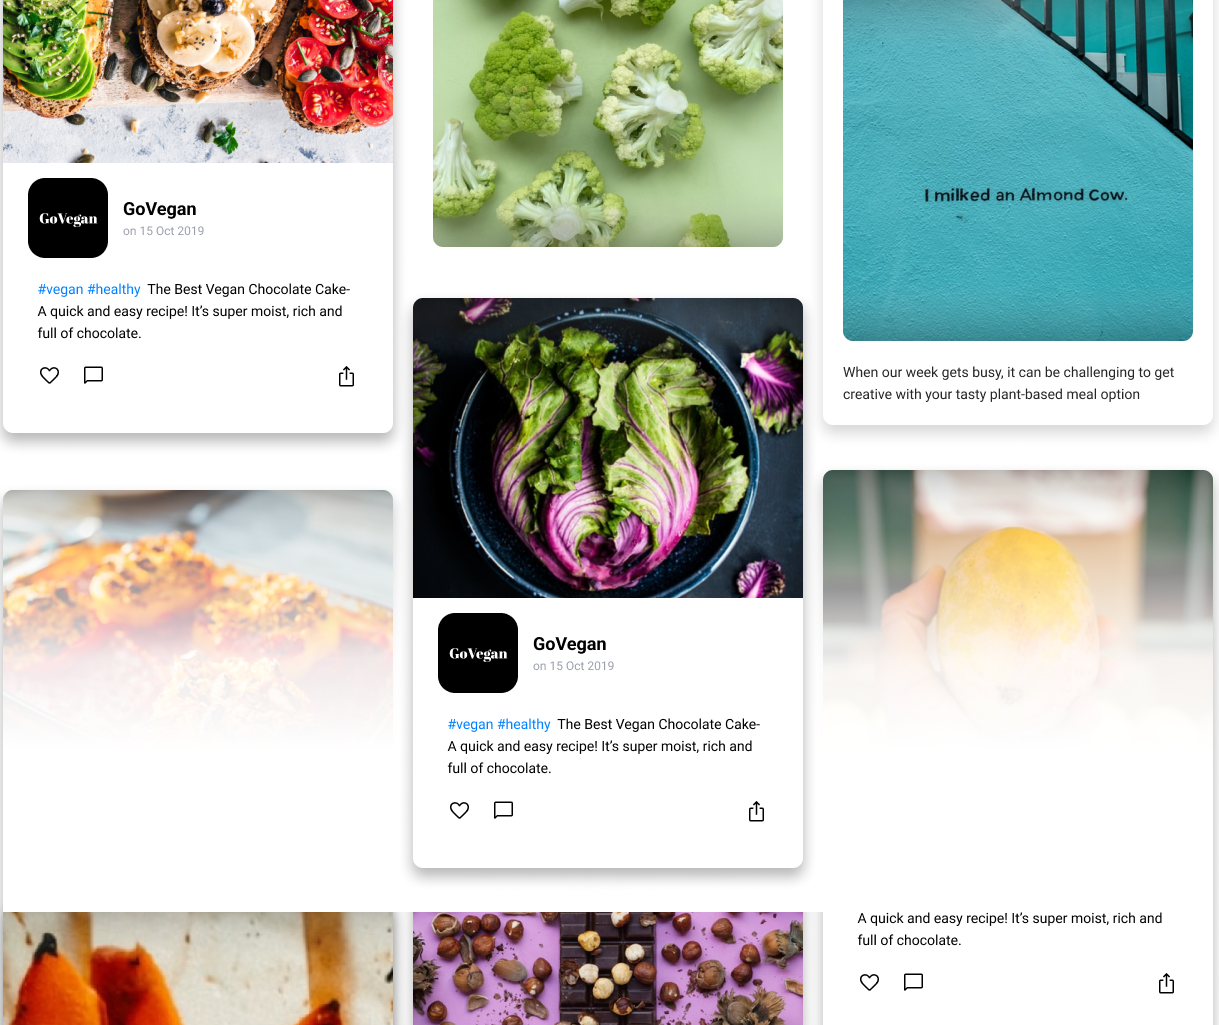 GoVegan
GoVegan
on 15 Oct 2019
#vegan #healthy The Best Vegan Chocolate Cake-
A quick and easy recipe! It’s super moist, rich and
full of chocolate.
I milked an Almond Cow.
When our week gets busy, it can be challenging to get
creative with your tasty plant-based meal option
GoVegan
GoVegan
on 15 Oct 2019
#vegan #healthy The Best Vegan Chocolate Cake-
A quick and easy recipe! It’s super moist, rich and
full of chocolate.
A quick and easy recipe! It’s super moist, rich and
full of chocolate.